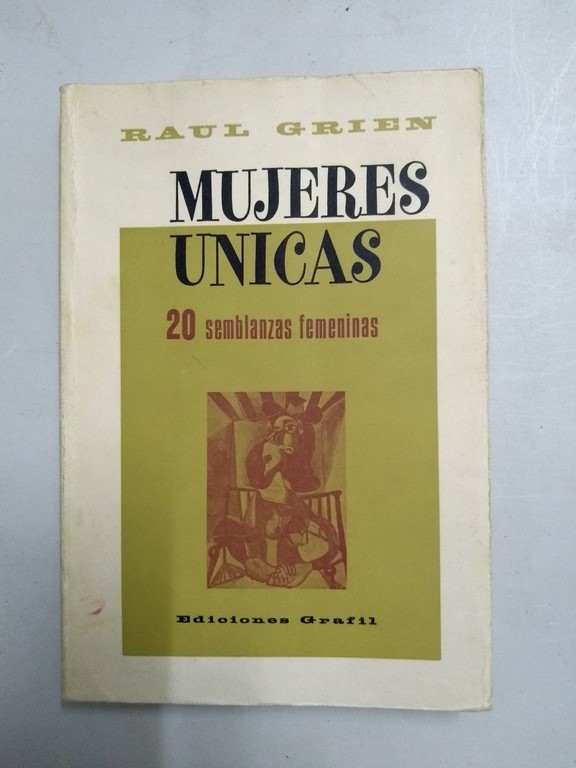 RAUL GRIEN
MUJERES
UNICAS
20 semblanzas femeninas
Ediciones Grafil